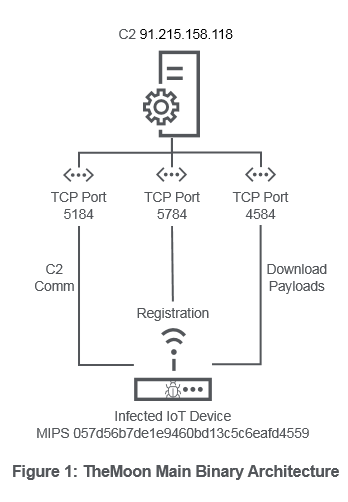 C2 91.215.158.118
TCP Port
5184
TCP Port
5784
TCP Port
4584
C2
Comm
Download
Payloads
Registration
Infected IoT Device
MIPS 057d56b7de1e9460bd13c5c6eafd4559
Figure 1: TheMoon Main Binary Architecture